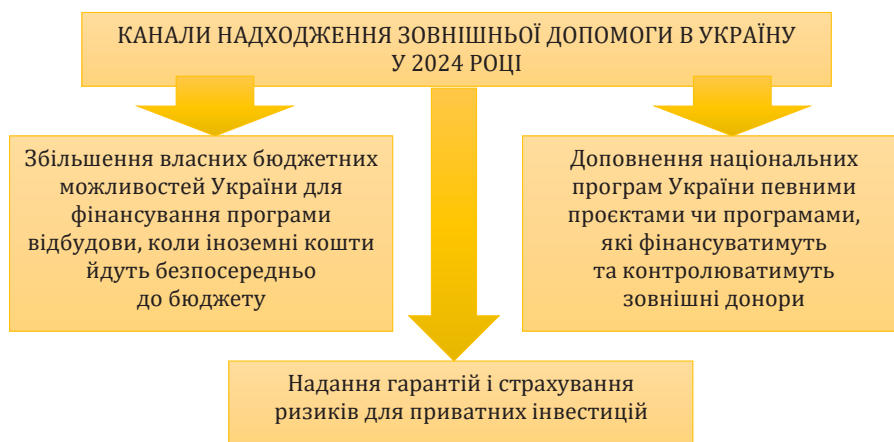 КАНАЛИ НАДХОДЖЕННЯ ЗОВНІШНЬОЇ ДОПОМОГИ В УКРАЇНУ
У 2024 РОЦІ
Збільшення власних бюджетних
можливостей України для
фінансування програми
відбудови, коли іноземні кошти
йдуть безпосередньо
до бюджету
Доповнення національних
програм України певними
проєктами чи програмами,
які фінансуватимуть
та контролюватимуть
зовнішні донори
Надання гарантій і страхування
ризиків для приватних інвестицій